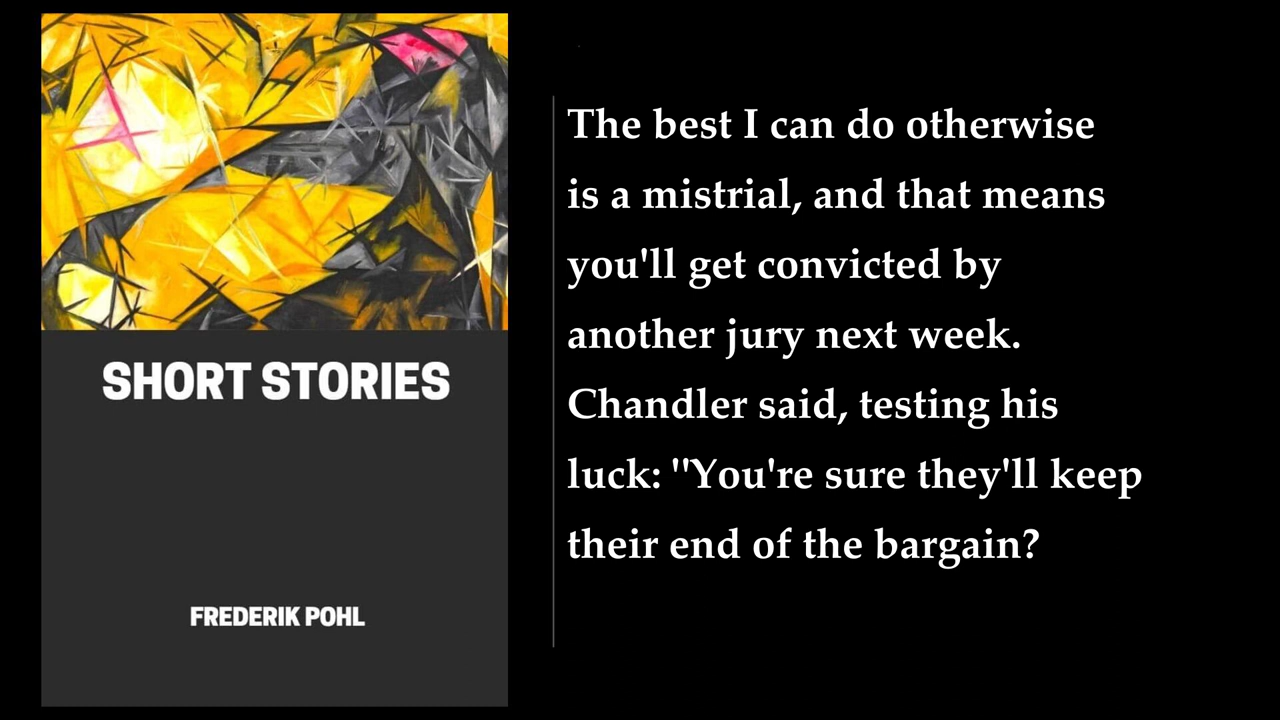 SHORT STORIES
FREDERIK POHL
The best I can do otherwise
is a mistrial, and that means
you'll get convicted by
another jury next week.
Chandler said, testing his
luck: "You're sure they'll keep
their end of the bargain?